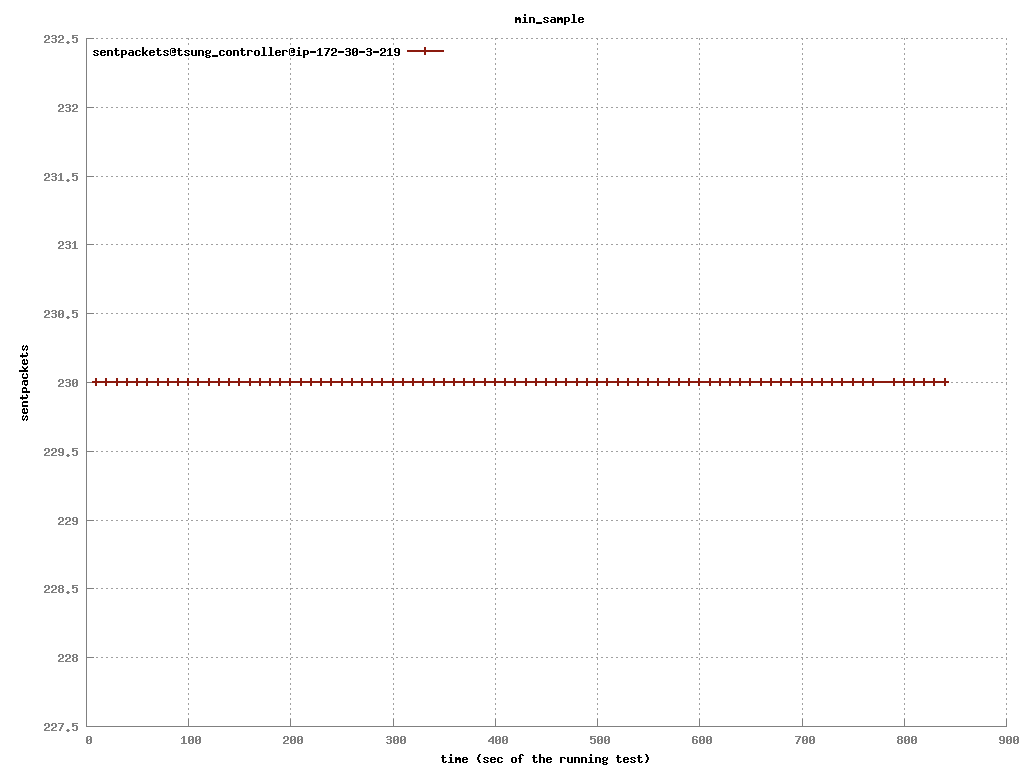 min_sample
sentpackets@tsung_controller@ip-172-30-3-219
232.5
232
231.5
231
230.5
230
229.5
229
228.5
228
227.5
sentpackets
0 100 200 300 400 500 600 700 800 900
time (sec of the running test)